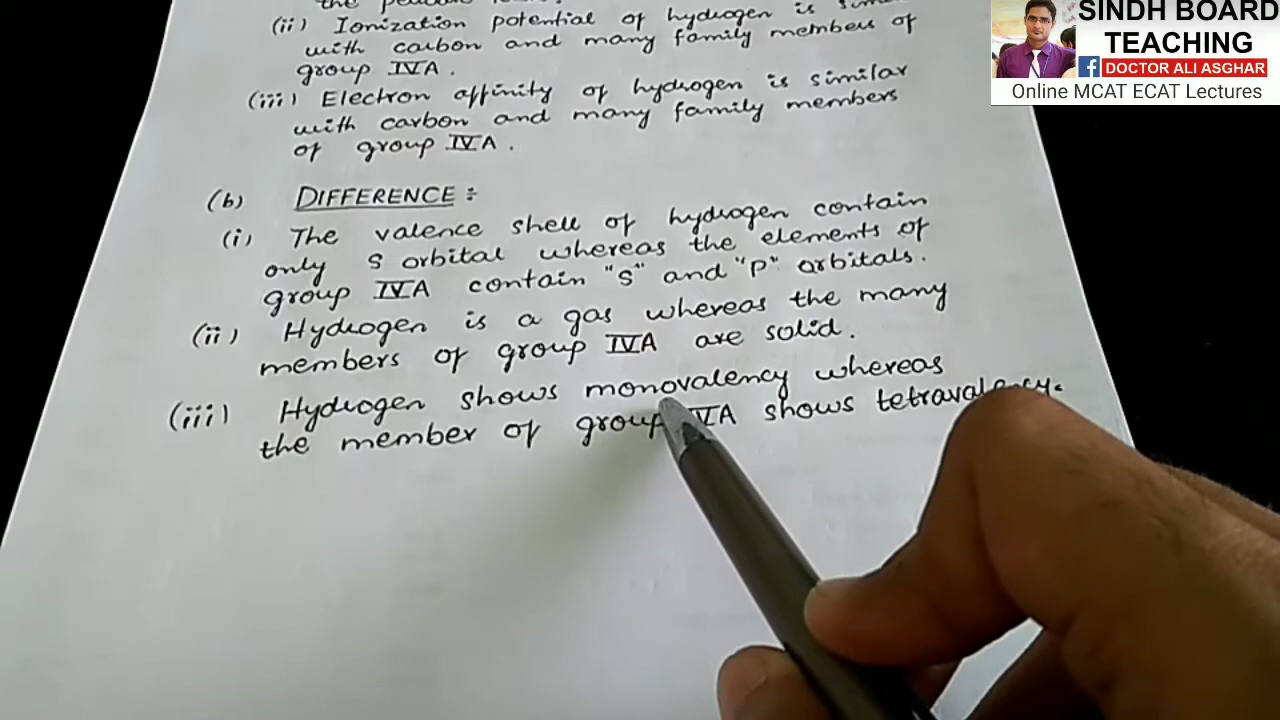 (ii) Ionization potential of hydrogen is
with carbon and many family members of
group IVA.
(iii) Electron affinity of hydrogen is similar
with carbon and many family members
of group IVA.
(b) DIFFERENCE:
(i) The valence shell of hydrogen contain
only S orbital whereas the elements of
group IVA contain "S" and "P" orbitals.
(ii) Hydrogen is a gas whereas the many
members of group IVA are solid.
(iii) Hydrogen shows monovalency whereas
the member of group IVA shows tetravalency.
SINDH BOARD
TEACHING
f DOCTOR ALI ASGHAR
Online MCAT ECAT Lectures